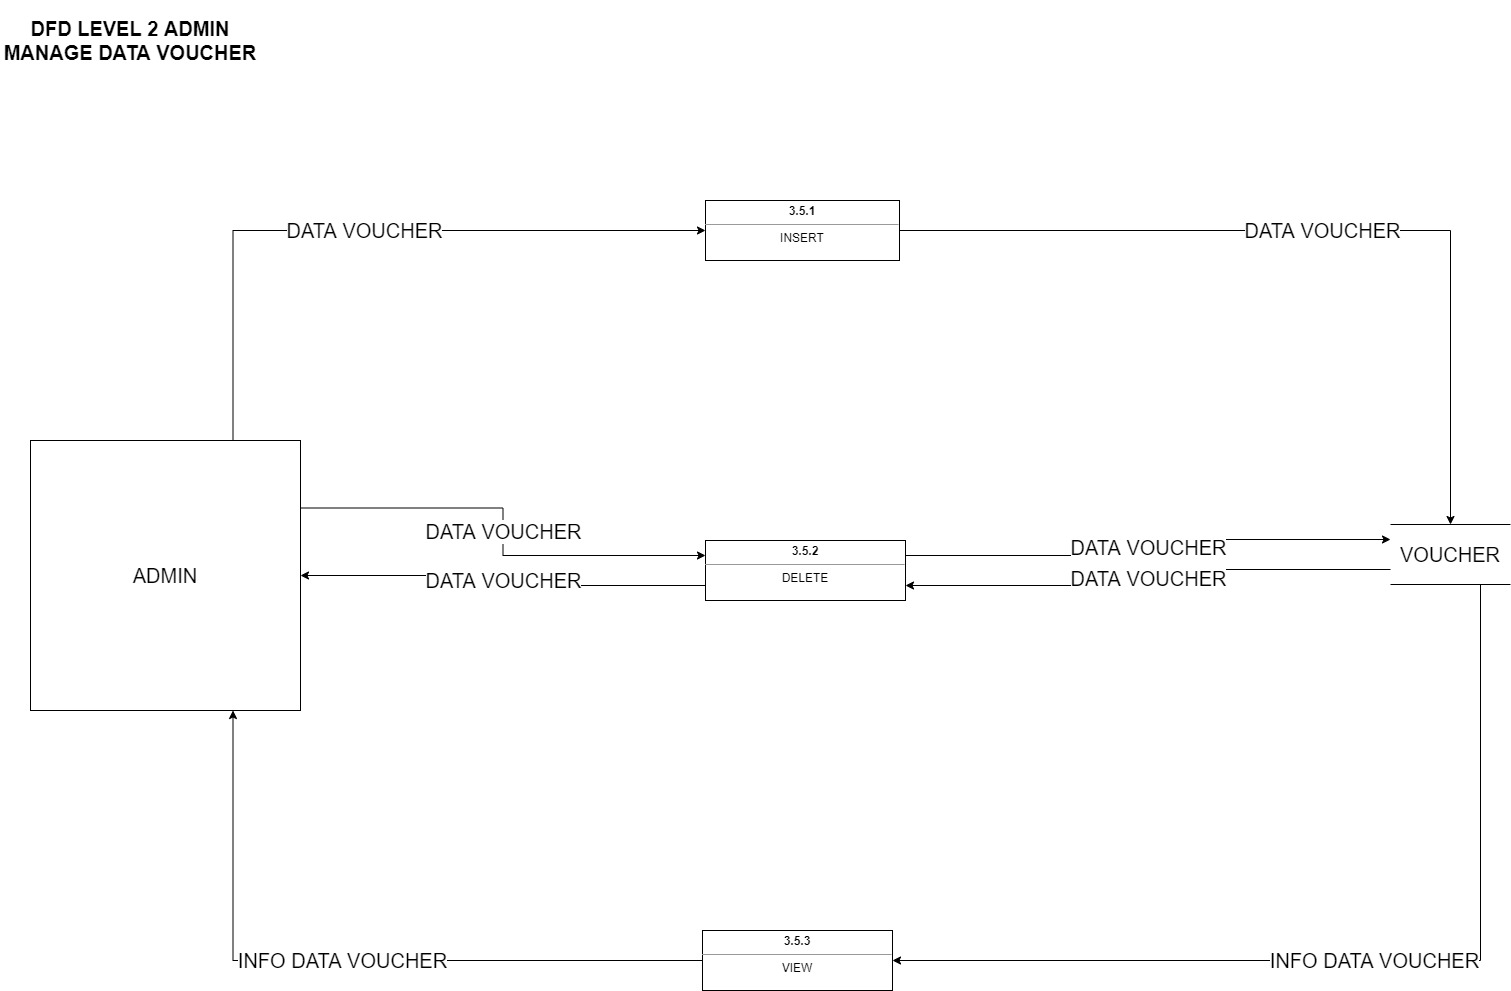 DFD LEVEL 2 ADMIN
MANAGE DATA VOUCHER
3.5.1
INSERT
DATA VOUCHER
DATA VOUCHER
DATA VOUCHER
3.5.2
DELETE
DATA VOUCHER
DATA VOUCHER
DATA VOUCHER
VOUCHER
ADMIN
3.5.3
VIEW
INFO DATA VOUCHER
INFO DATA VOUCHER